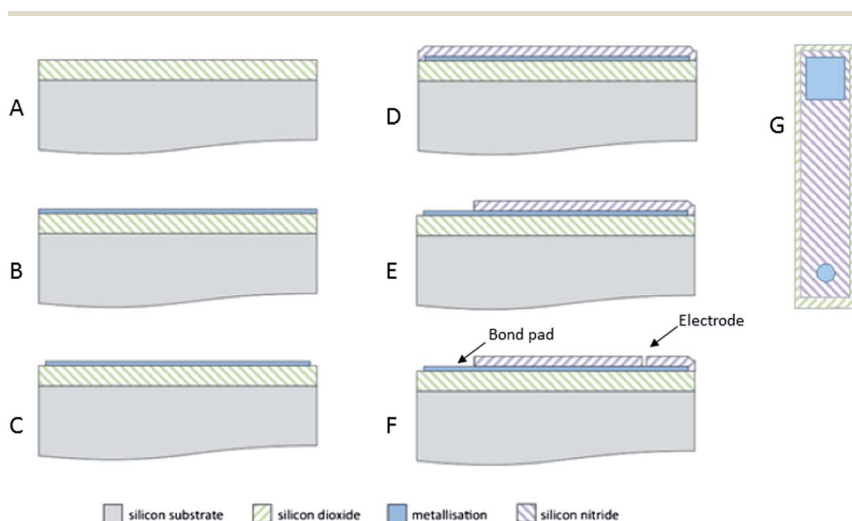 A
B
C
D
E
Bond pad
Electrode
F
G
silicon substrate
silicon dioxide
metallisation
silicon nitride